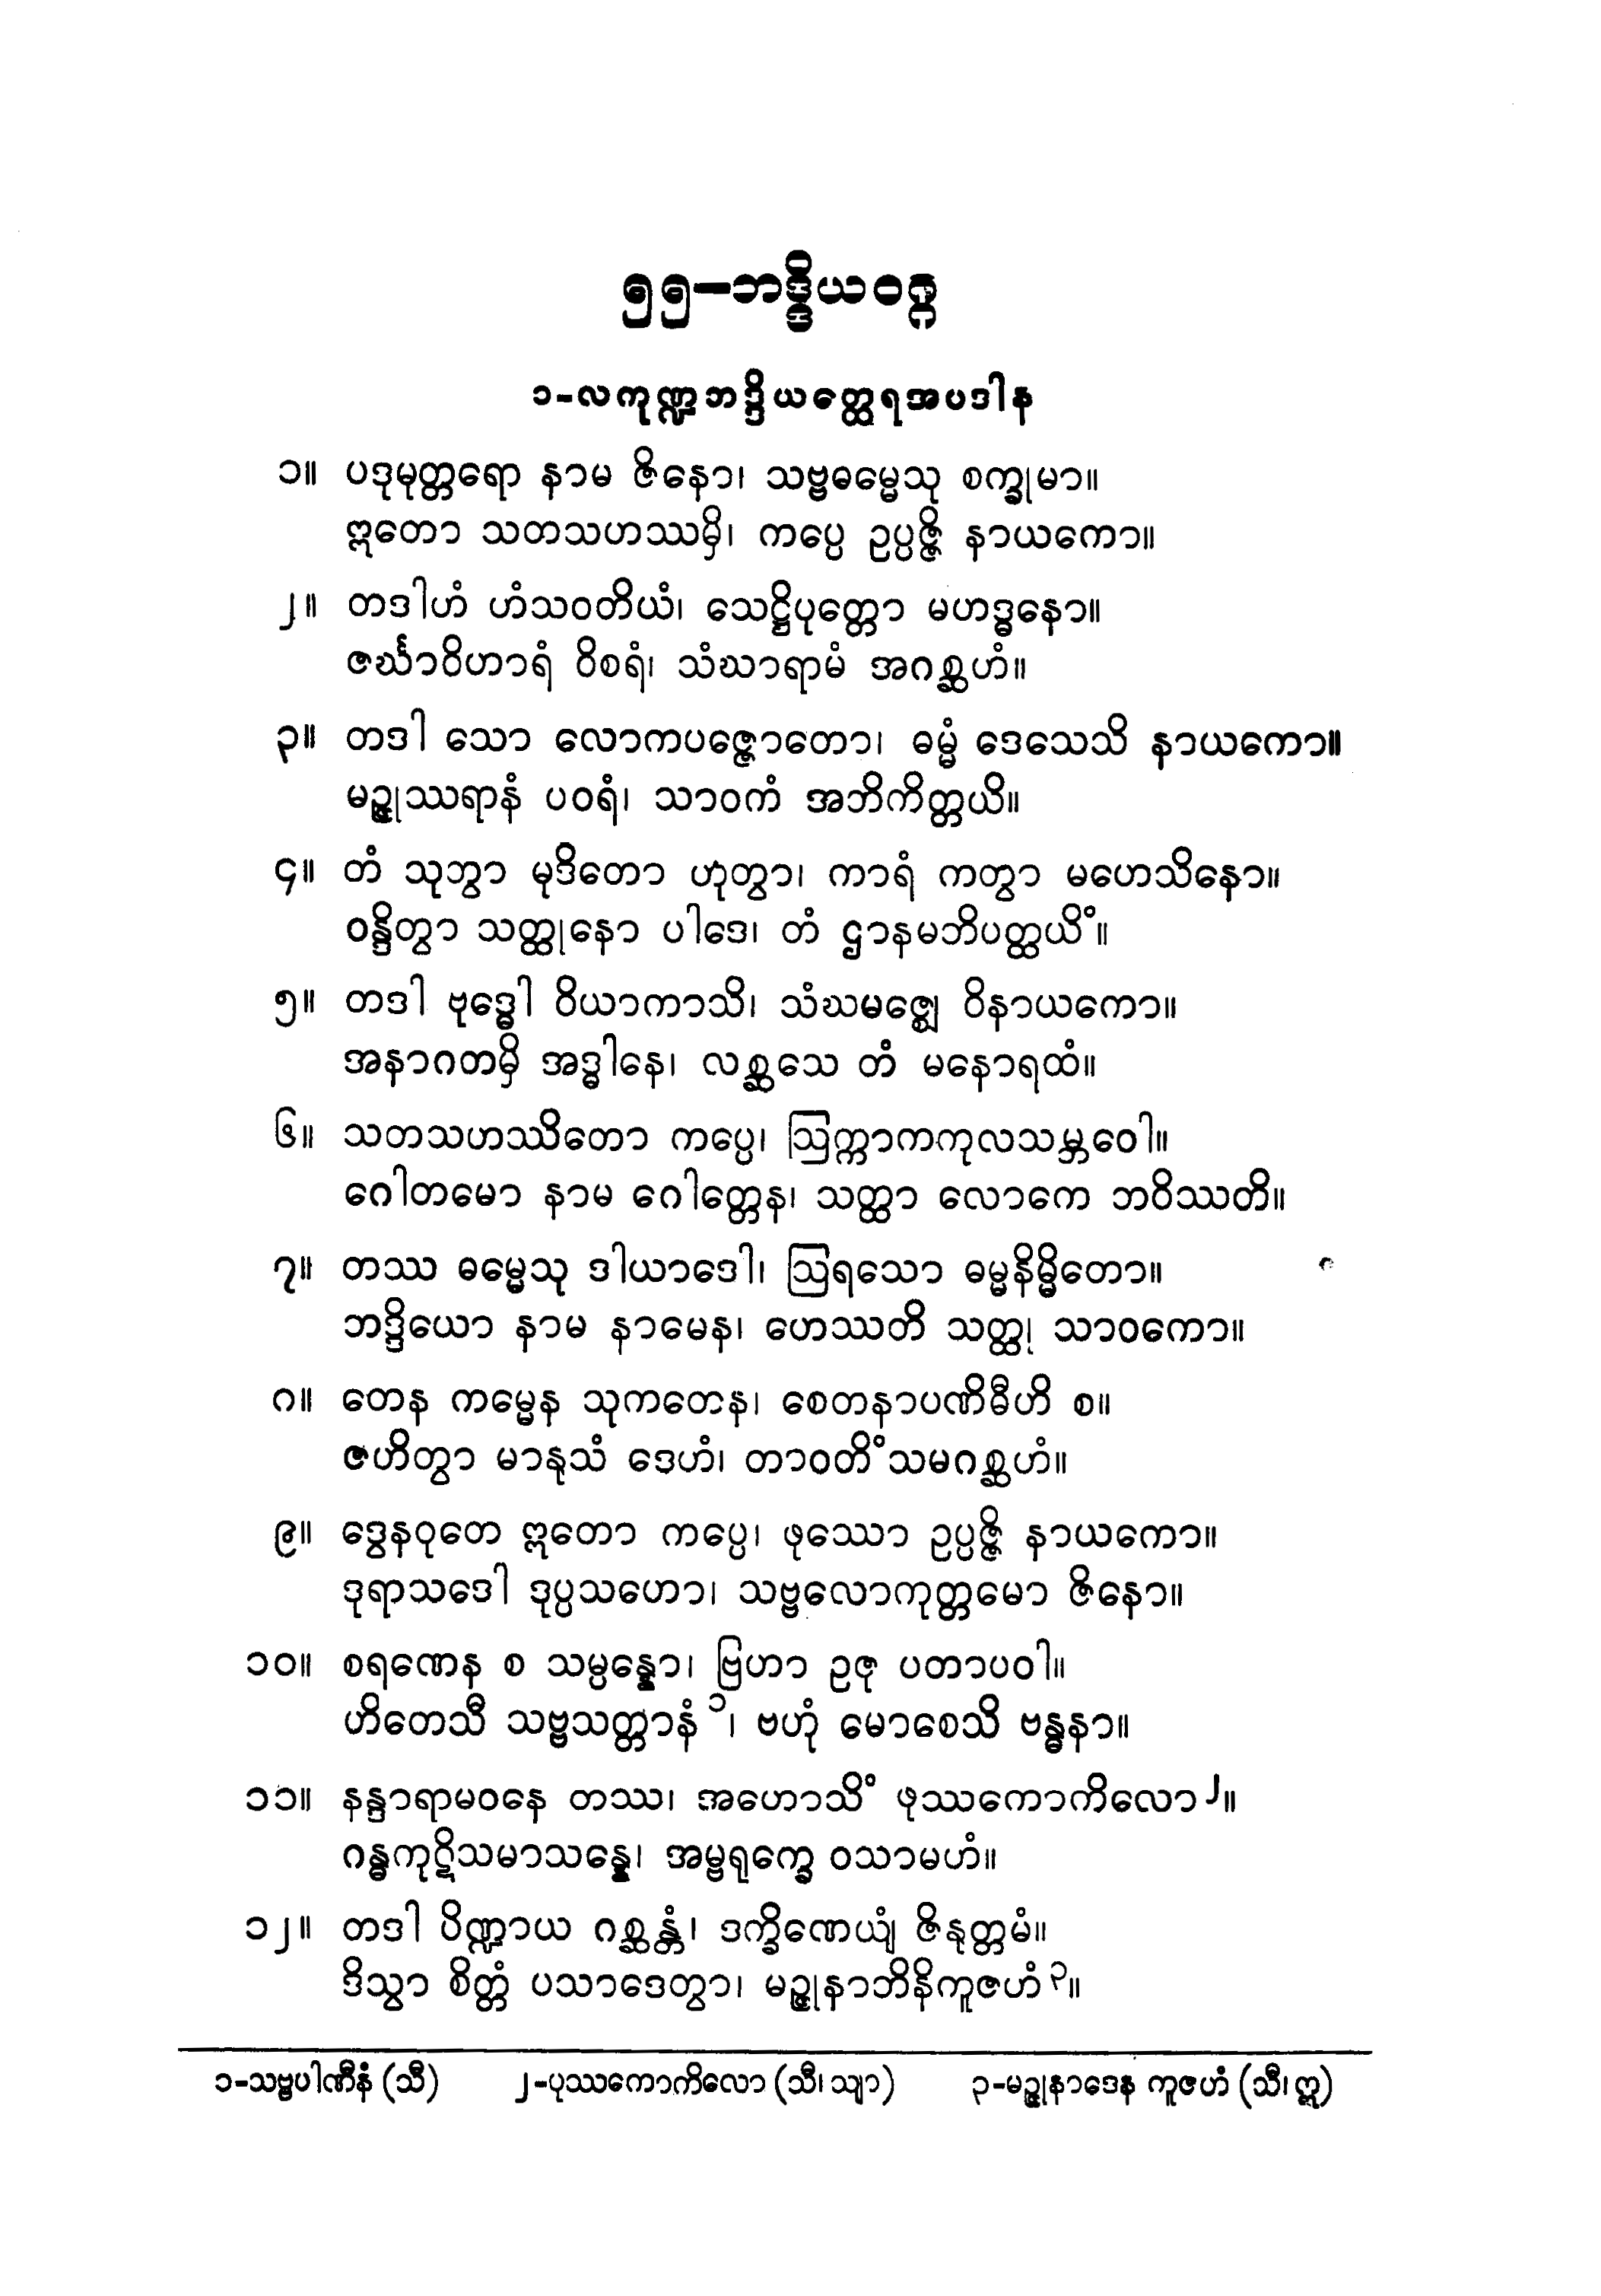 ၅၅-ဘဒ္ဒိယဝဂ္ဂ
၁-လကုဏ္ဍဘဒ္ဒိယတ္ထေရအပဒါန
၁။ ပဒုမုတ္တရော နာမ ဇိနော၊ သဗ္ဗဓမ္မေသု စက္ခုမာ။
ဣတော သတသဟဿမှိ၊ ကပ္ပေ ဥပ္ပဇ္ဇိ နာယကော။
၂။ တဒါဟံ ဟံသဝတိယံ၊ သေဋ္ဌိပုတ္တော မဟဒ္ဓနော။
ဇင်္ဃာဝိဟာရံ ဝိစရံ၊ သံဃာရာမံ အဂစ္ဆဟံ။
၃။ တဒါ သော လောကပဇ္ဇောတော၊ ဓမ္မံ ဒေသေသိ နာယကော။
မဉ္ဇုဿရာနံ ပဝရံ၊ သာဝကံ အဘိကိတ္တယိ။
၄။ တံ သုတွာ မုဒိတော ဟုတွာ၊ ကာရံ ကတွာ မဟေသိနော။
ဝန္ဒိတွာ သတ္ထုနော ပါဒေ၊ တံ ဌာနမဘိပတ္ထယိံ။
၅။ တဒါ ဗုဒ္ဓေါ ဝိယာကာသိ၊ သံဃမဇ္ဈေ ဝိနာယကော။
အနာဂတမှိ အဒ္ဓါနေ၊ လစ္ဆသေ တံ မနောရထံ။
၆။ သတသဟဿိတော ကပ္ပေ၊ ဩက္ကာကကုလသမ္ဘဝေါ။
ဂေါတမော နာမ ဂေါတ္တေန၊ သတ္ထာ လောကေ ဘဝိဿတိ။
၇။ တဿ ဓမ္မေသု ဒါယာဒေါ၊ ဩရသော ဓမ္မနိမ္မိတော။
ဘဒ္ဒိယော နာမ နာမေန၊ ဟေဿတိ သတ္ထု သာဝကော။
၈။ တေန ကမ္မေန သုကတေန၊ စေတနာပဏိဓီဟိ စ။
ဇဟိတွာ မာနုသံ ဒေဟံ၊ တာဝတိံသမဂစ္ဆဟံ။
၉။ ဒွေနဝုတေ ဣတော ကပ္ပေ၊ ဖုဿော ဥပ္ပဇ္ဇိ နာယကော။
ဒုရာသဒေါ ဒုပ္ပသဟော၊ သဗ္ဗလောကုတ္တမော ဇိနော။
၁၀။ စရဏေန စ သမ္ပန္နော၊ ဗြဟာ ဥဇု ပတာပဝါ။
ဟိတေသီ သဗ္ဗသတ္တာနံ ၁၊ ဗဟုံ မောစေသိ ဗန္ဓနာ။
၁၁။ နန္ဒာရာမဝနေ တဿ၊ အဟောသိံ ဖုဿကောကိလော ၂။
ဂန္ဓကုဋိသမာသန္နေ၊ အမ္ဗရုက္ခေ ဝသာမဟံ။
၁၂။ တဒါ ပိဏ္ဍာယ ဂစ္ဆန္တံ၊ ဒက္ခိဏေယျံ ဇိနုတ္တမံ။
ဒိသွာ စိတ္တံ ပသာဒေတွာ၊ မဉ္ဇုနာဘိနိကူဇဟံ ၃။
၁-သဗ္ဗပါဏီနံ (သီ) ၂-ပုဿကောကိလော (သီ၊ သျာ) ၃-မဉ္ဇုနာဒေန ကူဇဟံ (သီ၊ ဣ)